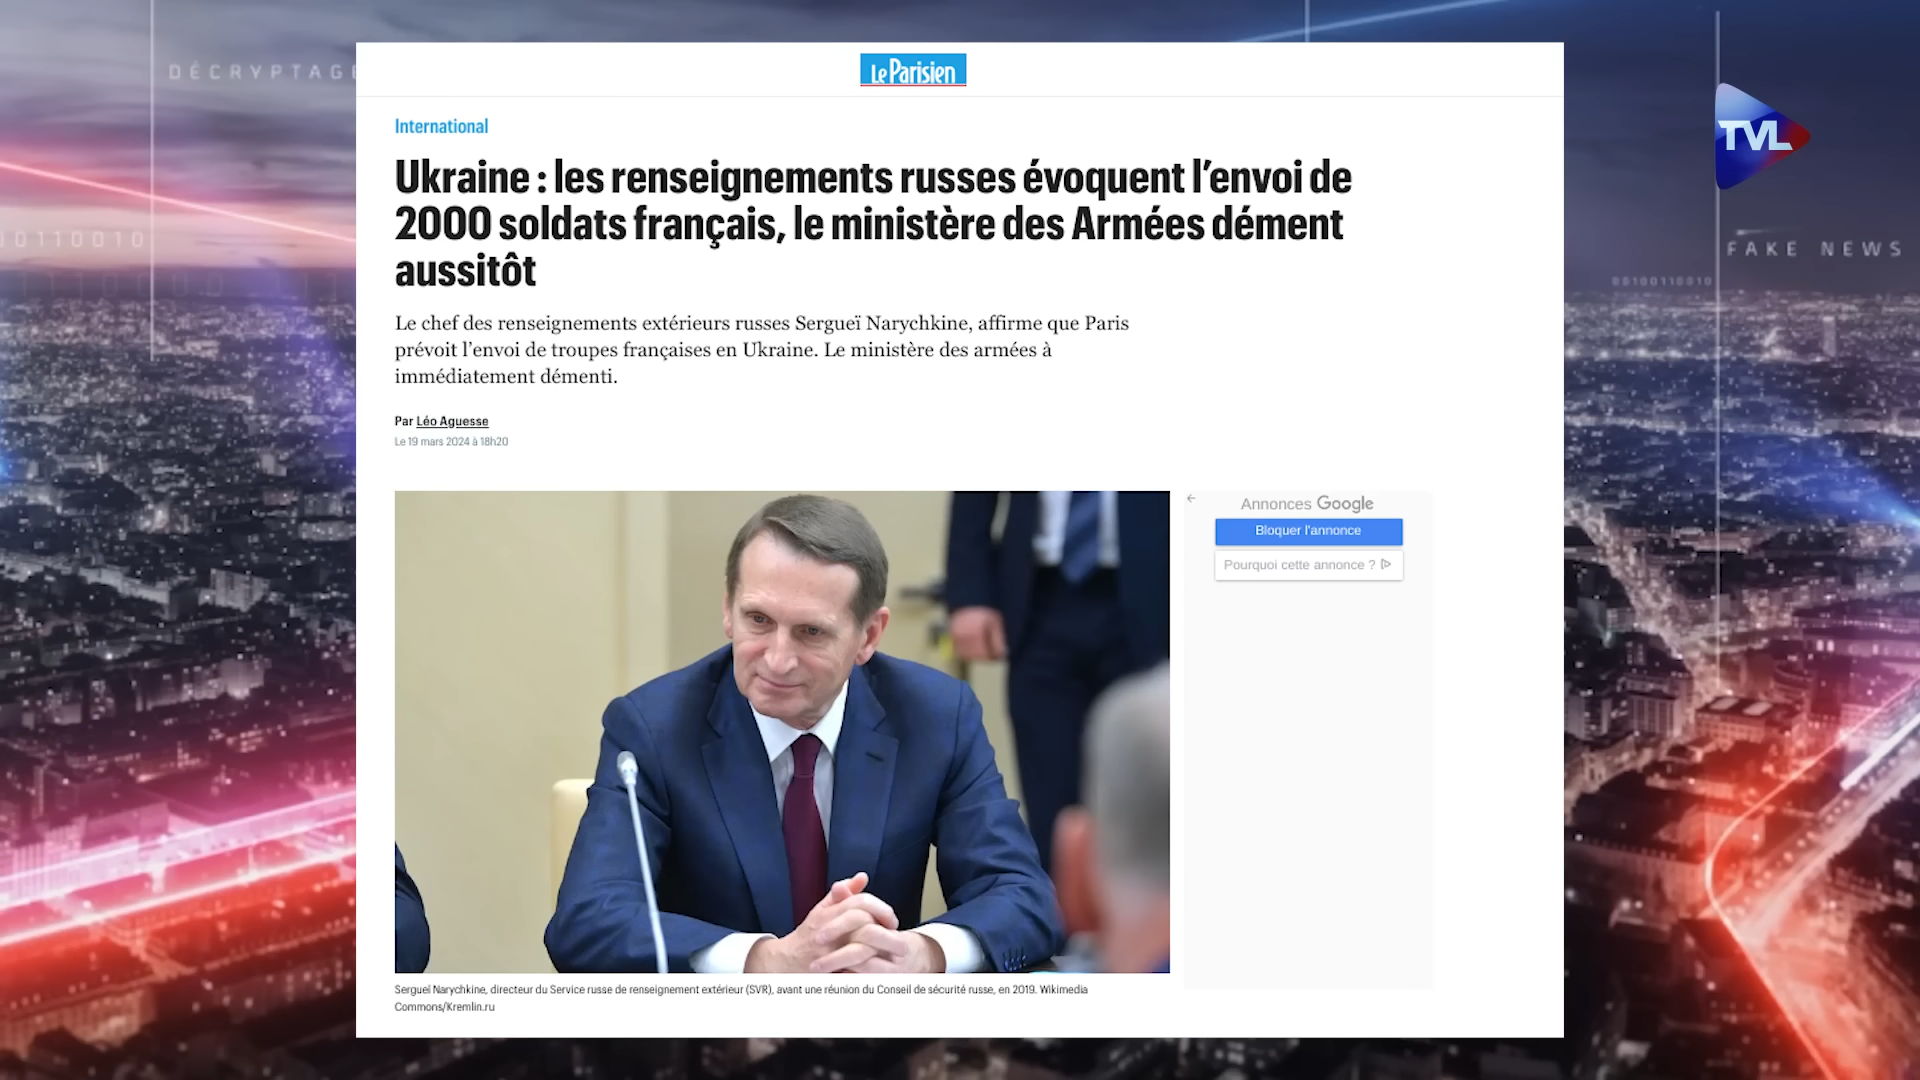 DÉCRYPTAGE
Le Parisien
TVL
International
Ukraine : les renseignements russes évoquent l'envoi de
2000 soldats français, le ministère des Armées dément
aussitôt
00110010
FAKE NEWS
00100110010
Le chef des renseignements extérieurs russes Sergueï Narychkine, affirme que Paris
prévoit l'envoi de troupes françaises en Ukraine. Le ministère des armées à
immédiatement démenti.
Par Léo Aguesse
Le 19 mars 2024 à 18h20
Annonces Google
Bloquer l'annonce
Pourquoi cette annonce ?
Sergueï Narychkine, directeur du Service russe de renseignement extérieur (SVR), avant une réunion du Conseil de sécurité russe, en 2019. Wikimedia
Commons/Kremlin.ru